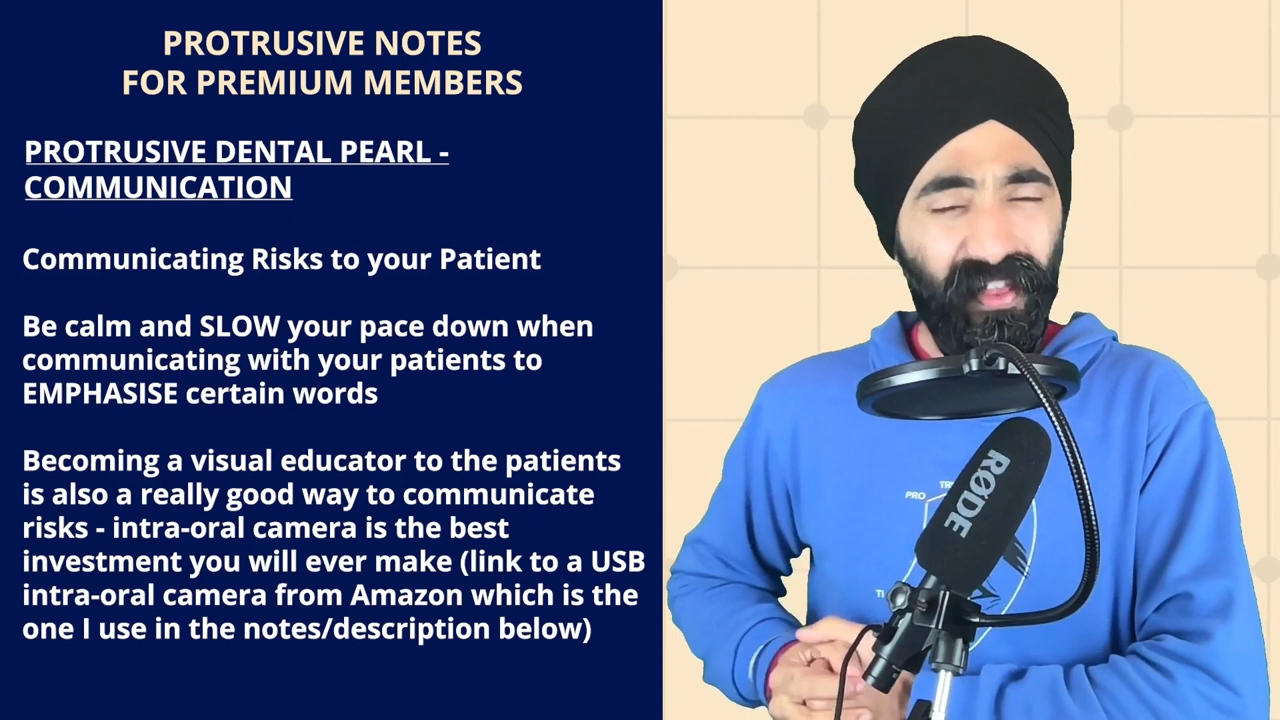 PROTRUSIVE NOTES
FOR PREMIUM MEMBERS
PROTRUSIVE DENTAL PEARL -
COMMUNICATION
Communicating Risks to your Patient
Be calm and SLOW your pace down when
communicating with your patients to
EMPHASISE certain words
Becoming a visual educator to the patients
is also a really good way to communicate
risks - intra-oral camera is the best
investment you will ever make (link to a USB
intra-oral camera from Amazon which is the
one I use in the notes/description below)
RØDE
PRO